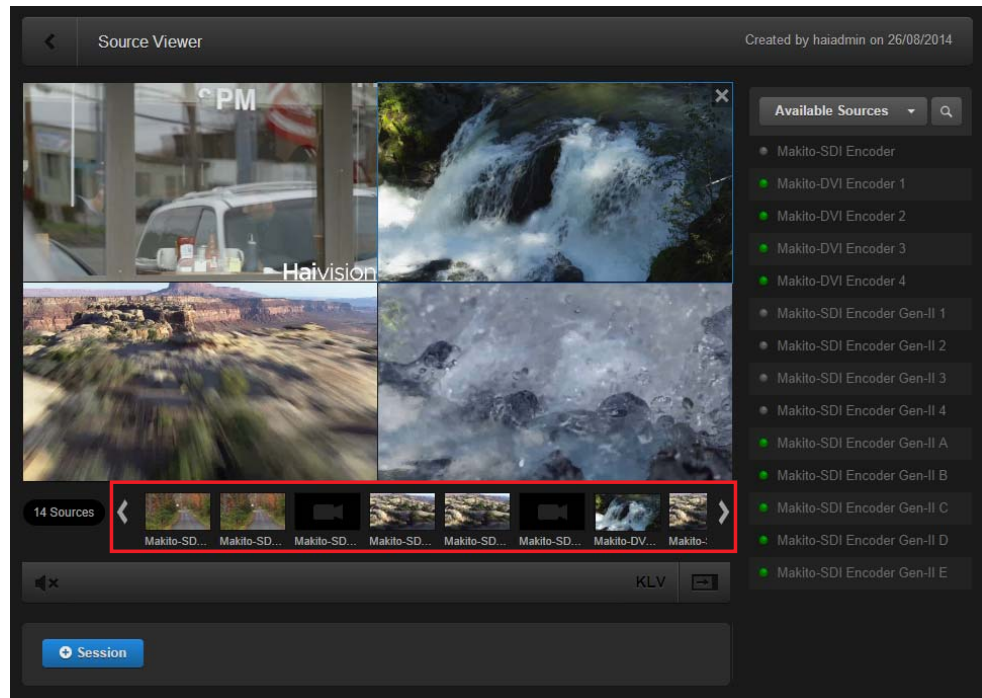 Source Viewer
Created by haiadmin on 26/08/2014
PM
Haivision
Available Sources
Makito-SDI Encoder
Makito-DVI Encoder 1
Makito-DVI Encoder 2
Makito-DVI Encoder 3
Makito-DVI Encoder 4
Makito-SDI Encoder Gen-II 1
Makito-SDI Encoder Gen-II 2
Makito-SDI Encoder Gen-II 3
Makito-SDI Encoder Gen-II 4
Makito-SDI Encoder Gen-II A
Makito-SDI Encoder Gen-II B
Makito-SDI Encoder Gen-II C
Makito-SDI Encoder Gen-II D
Makito-SDI Encoder Gen-II E
14 Sources
Makito-SD... Makito-SD... Makito-SD... Makito-SD... Makito-SD... Makito-SD... Makito-DV... Makito-
KLV
Session